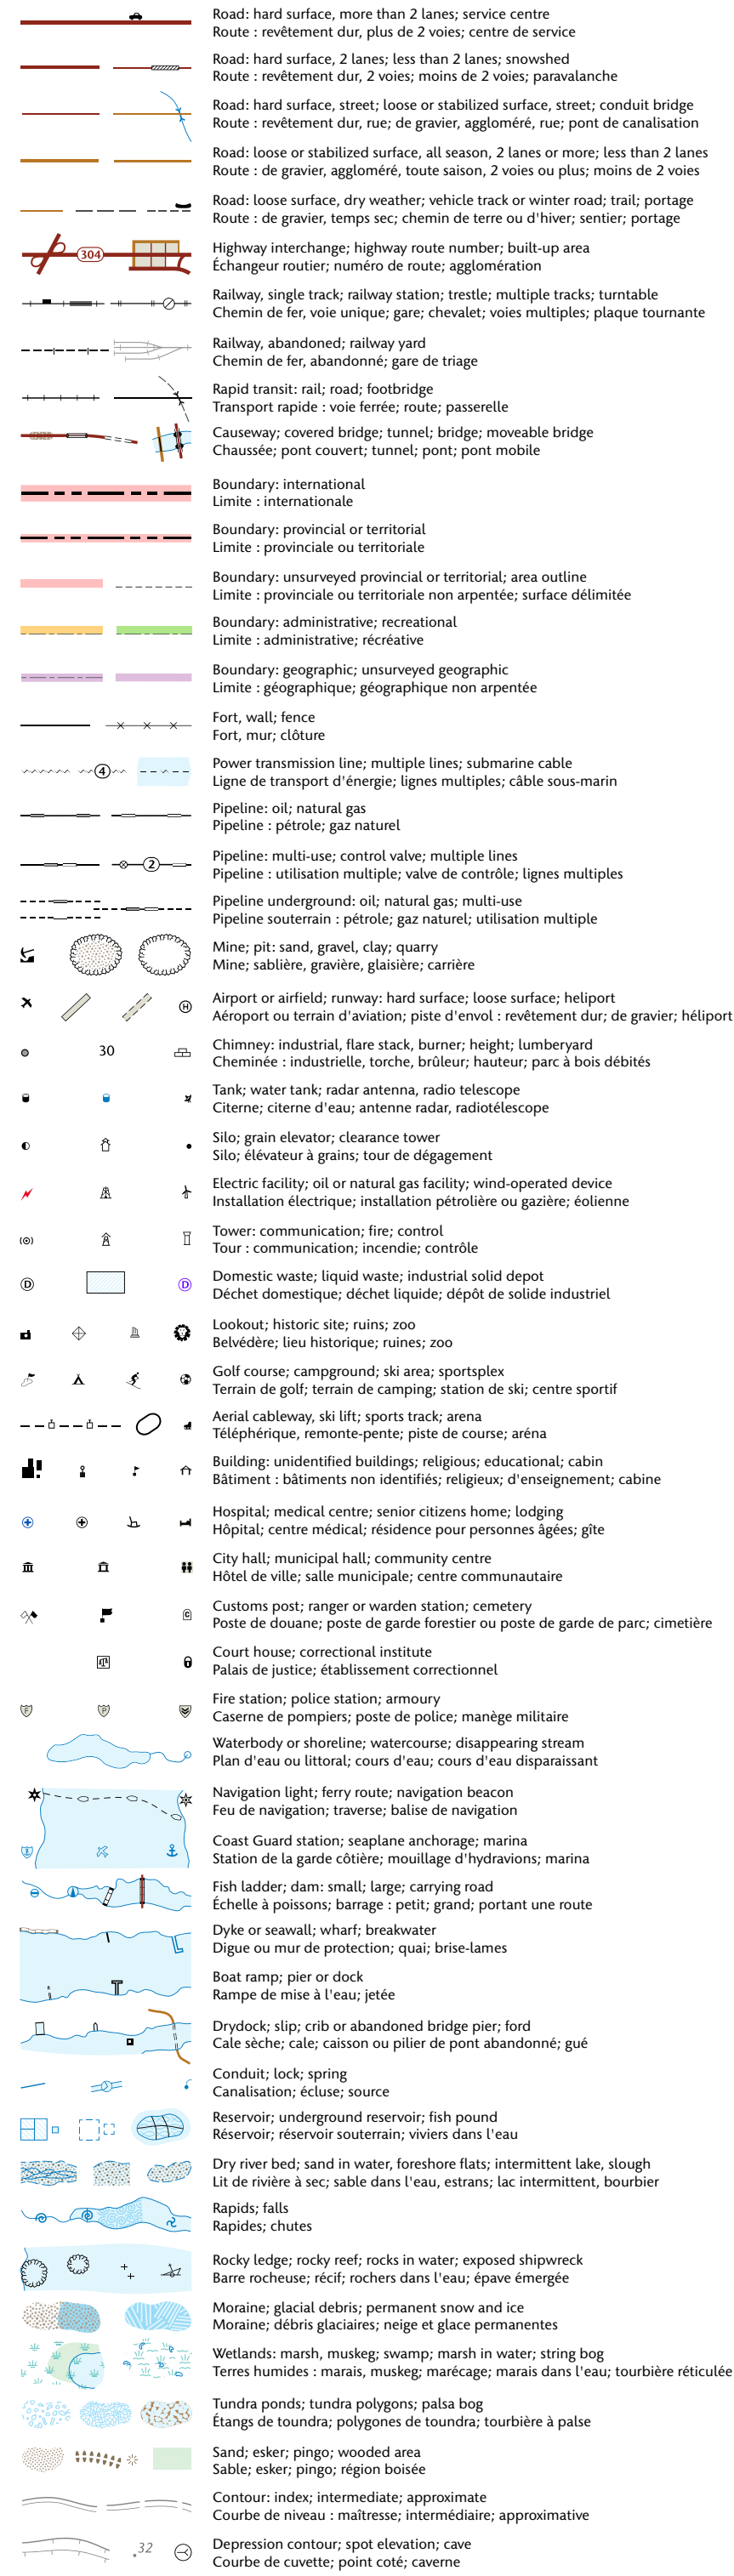 Road: hard surface, more than 2 lanes; service centre
Route : revêtement dur, plus de 2 voies; centre de service
Road: hard surface, 2 lanes; less than 2 lanes; snowshed
Route : revêtement dur, 2 voies; moins de 2 voies; paravalanche
Road: hard surface, street; loose or stabilized surface, street; conduit bridge
Route : revêtement dur, rue; de gravier, aggloméré, rue; pont de canalisation
Road: loose or stabilized surface, all season, 2 lanes or more; less than 2 lanes
Route : de gravier, aggloméré, toute saison, 2 voies ou plus; moins de 2 voies
Road: loose surface, dry weather; vehicle track or winter road; trail; portage
Route : de gravier, temps sec; chemin de terre ou d'hiver; sentier; portage
304
Highway interchange; highway route number; built-up area
Échangeur routier; numéro de route; agglomération
Railway, single track; railway station; trestle; multiple tracks; turntable
Chemin de fer, voie unique; gare; chevalet; voies multiples; plaque tournante
Railway, abandoned; railway yard
Chemin de fer, abandonné; gare de triage
Rapid transit: rail; road; footbridge
Transport rapide : voie ferrée; route; passerelle
Causeway; covered bridge; tunnel; bridge; moveable bridge
Chaussée; pont couvert; tunnel; pont; pont mobile
Boundary: international
Limite : internationale
Boundary: provincial or territorial
Limite : provinciale ou territoriale
Boundary: unsurveyed provincial or territorial; area outline
Limite : provinciale ou territoriale non arpentée; surface délimitée
Boundary: administrative; recreational
Limite : administrative; récréative
Boundary: geographic; unsurveyed geographic
Limite : géographique; géographique non arpentée
Fort, wall; fence
Fort, mur; clôture
4
Power transmission line; multiple lines; submarine cable
Ligne de transport d'énergie; lignes multiples; câble sous-marin
Pipeline: oil; natural gas
Pipeline : pétrole; gaz naturel
2
Pipeline: multi-use; control valve; multiple lines
Pipeline : utilisation multiple; valve de contrôle; lignes multiples
Pipeline underground: oil; natural gas; multi-use
Pipeline souterrain : pétrole; gaz naturel; utilisation multiple
Mine; pit: sand, gravel, clay; quarry
Mine; sablière, gravière, glaisière; carrière
H
Airport or airfield; runway: hard surface; loose surface; heliport
Aéroport ou terrain d'aviation; piste d'envol : revêtement dur; de gravier; héliport
30
Chimney: industrial, flare stack, burner; height; lumberyard
Cheminée : industrielle, torche, brûleur; hauteur; parc à bois débités
Tank; water tank; radar antenna, radio telescope
Citerne; citerne d'eau; antenne radar, radiotélescope
Silo; grain elevator; clearance tower
Silo; élévateur à grains; tour de dégagement
Electric facility; oil or natural gas facility; wind-operated device
Installation électrique; installation pétrolière ou gazière; éolienne
Tower: communication; fire; control
Tour : communication; incendie; contrôle
D D
Domestic waste; liquid waste; industrial solid depot
Déchet domestique; déchet liquide; dépôt de solide industriel
Lookout; historic site; ruins; zoo
Belvédère; lieu historique; ruines; zoo
Golf course; campground; ski area; sportsplex
Terrain de golf; terrain de camping; station de ski; centre sportif
Aerial cableway, ski lift; sports track; arena
Téléphérique, remonte-pente; piste de course; aréna
Building: unidentified buildings; religious; educational; cabin
Bâtiment : bâtiments non identifiés; religieux; d'enseignement; cabine
Hospital; medical centre; senior citizens home; lodging
Hôpital; centre médical; résidence pour personnes âgées; gîte
City hall; municipal hall; community centre
Hôtel de ville; salle municipale; centre communautaire
C
Customs post; ranger or warden station; cemetery
Poste de douane; poste de garde forestier ou poste de garde de parc; cimetière
Court house; correctional institute
Palais de justice; établissement correctionnel
F P
Fire station; police station; armoury
Caserne de pompiers; poste de police; manège militaire
Waterbody or shoreline; watercourse; disappearing stream
Plan d'eau ou littoral; cours d'eau; cours d'eau disparaissant
Navigation light; ferry route; navigation beacon
Feu de navigation; traverse; balise de navigation
Coast Guard station; seaplane anchorage; marina
Station de la garde côtière; mouillage d'hydravions; marina
Fish ladder; dam: small; large; carrying road
Échelle à poissons; barrage : petit; grand; portant une route
Dyke or seawall; wharf; breakwater
Digue ou mur de protection; quai; brise-lames
Boat ramp; pier or dock
Rampe de mise à l'eau; jetée
Drydock; slip; crib or abandoned bridge pier; ford
Cale sèche; cale; caisson ou pilier de pont abandonné; gué
Conduit; lock; spring
Canalisation; écluse; source
Reservoir; underground reservoir; fish pound
Réservoir; réservoir souterrain; viviers dans l'eau
Dry river bed; sand in water, foreshore flats; intermittent lake, slough
Lit de rivière à sec; sable dans l'eau, estrans; lac intermittent, bourbier
Rapids; falls
Rapides; chutes
Rocky ledge; rocky reef; rocks in water; exposed shipwreck
Barre rocheuse; récif; rochers dans l'eau; épave émergée
Moraine; glacial debris; permanent snow and ice
Moraine; débris glaciaires; neige et glace permanentes
Wetlands: marsh, muskeg; swamp; marsh in water; string bog
Terres humides : marais, muskeg; marécage; marais dans l'eau; tourbière réticulée
Tundra ponds; tundra polygons; palsa bog
Étangs de toundra; polygones de toundra; tourbière à palse
Sand; esker; pingo; wooded area
Sable; esker; pingo; région boisée
Contour: index; intermediate; approximate
Courbe de niveau : maîtresse; intermédiaire; approximative
.32
Depression contour; spot elevation; cave
Courbe de cuvette; point coté; caverne